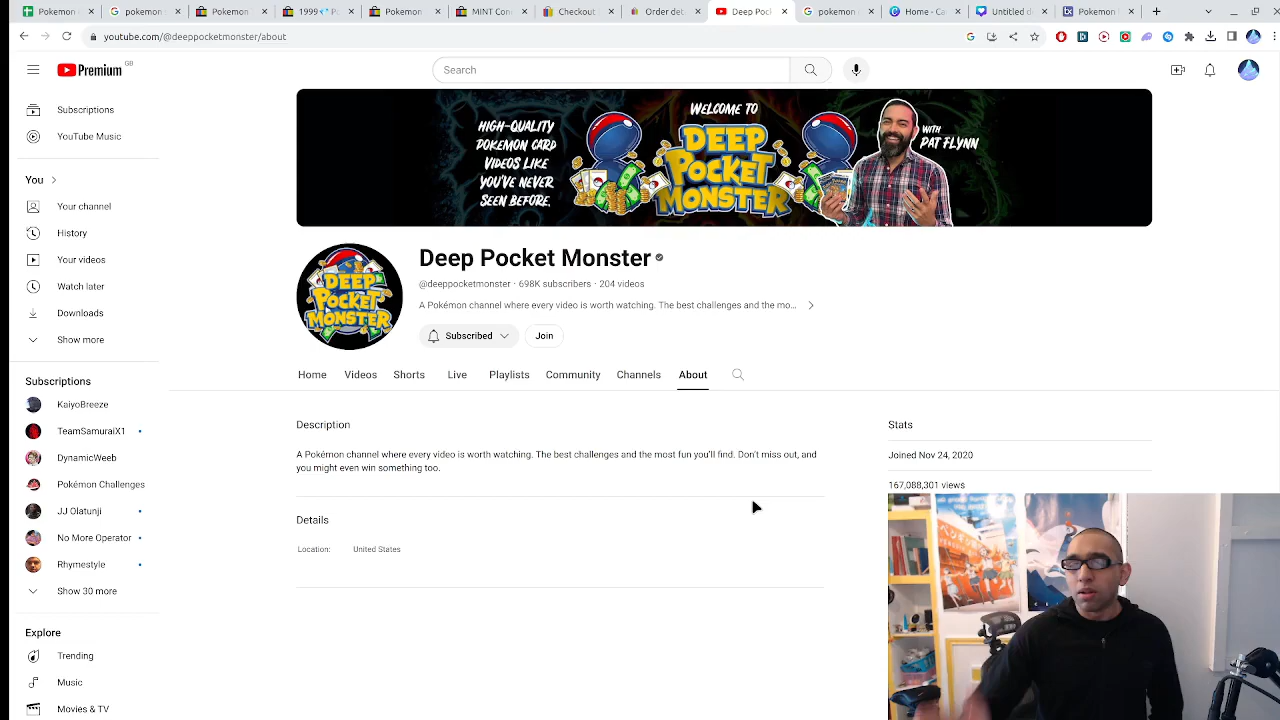 Pokemon c
pokemon
Pokemon
1999 P
Pokemon
MINT Con
Checkout
Order det
Deep Pocl
pokemon
Home - Ca
Untitled d
Pokemon
youtube.com/@deeppocketmonster/about
Premium GB
Search
Subscriptions
YouTube Music
You
Your channel
History
Your videos
Watch later
Downloads
Show more
Subscriptions
KaiyoBreeze
TeamSamuraiX1
DynamicWeeb
Pokémon Challenges
JJ Olatunji
No More Operator
Rhymestyle
Show 30 more
Explore
Trending
Music
Movies & TV
HIGH-QUALITY
POKEMON CARD
VIDEOS LIKE
YOU'VE NEVER
SEEN BEFORE.
WELCOME TO
DEEP
POCKET
MONSTER
WITH
PAT FLYNN
DEEP
POCKET
MONSTER
Deep Pocket Monster
@deeppocketmonster · 698K subscribers · 204 videos
A Pokémon channel where every video is worth watching. The best challenges and the mo...
Subscribed
Join
Home
Videos
Shorts
Live
Playlists
Community
Channels
About
Description
A Pokémon channel where every video is worth watching. The best challenges and the most fun you'll find. Don't miss out, and
you might even win something too.
Details
Location: United States
Stats
Joined Nov 24, 2020
167,088,301 views